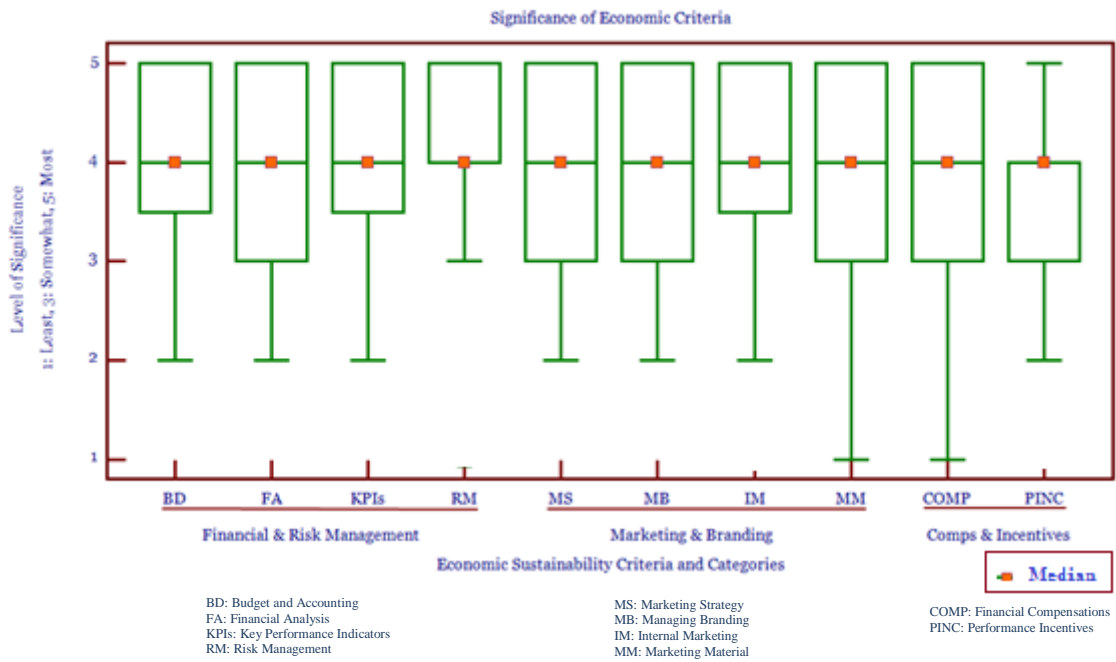 Significance of Economic Criteria
Level of Significance
1: Least, 3: Somewhat, 5: Most
5
4
3
2
1
BD FA KPIs RM MS MB IM MM COMP PINC
Financial & Risk Management Marketing & Branding Comps & Incentives
Economic Sustainability Criteria and Categories
Median
BD: Budget and Accounting
FA: Financial Analysis
KPIs: Key Performance Indicators
RM: Risk Management
MS: Marketing Strategy
MB: Managing Branding
IM: Internal Marketing
MM: Marketing Material
COMP: Financial Compensations
PINC: Performance Incentives